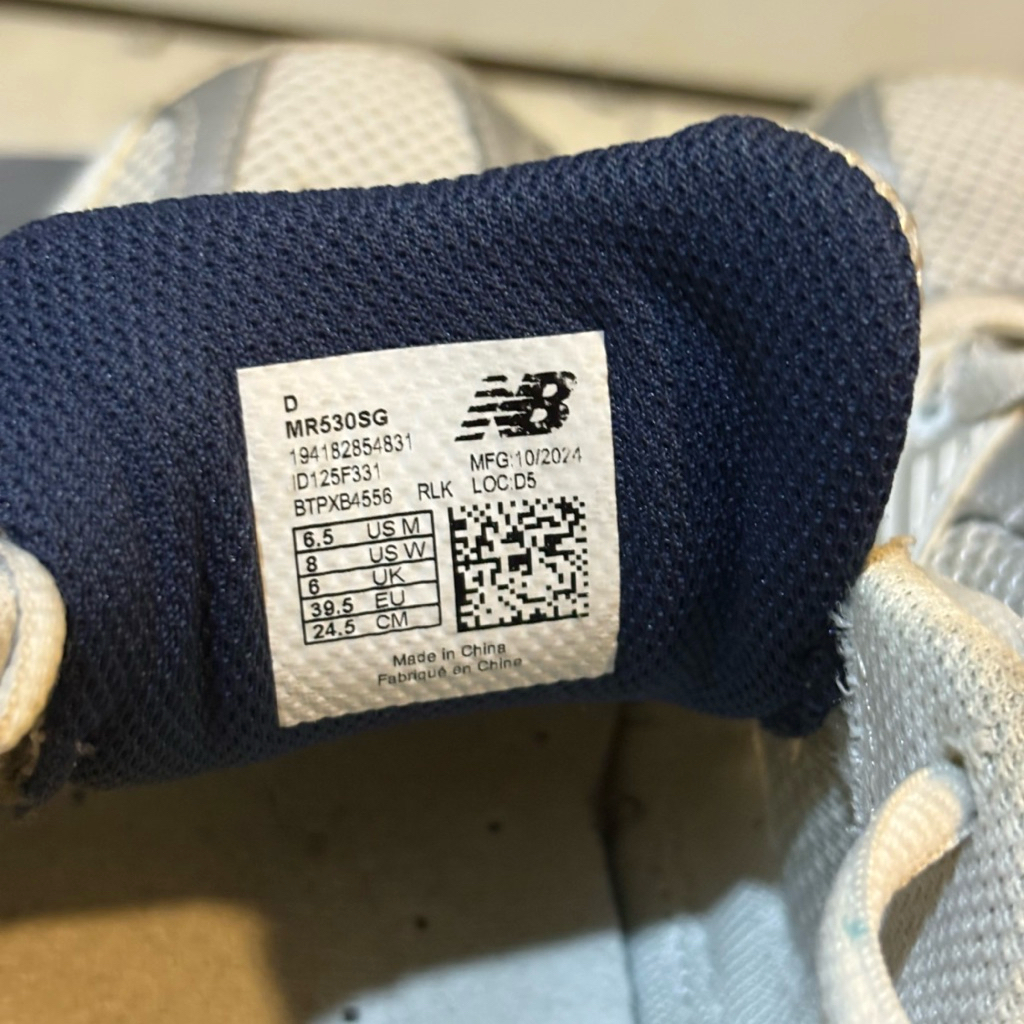 D
MR530SG
194182854831
ID125F331
BTPXB4556 RLK
NB
MFG:10/2024
LOC:D5
6.5 US M
8 US W
6 UK
39.5 EU
24.5 CM
Made in China
Fabriqué en Chine